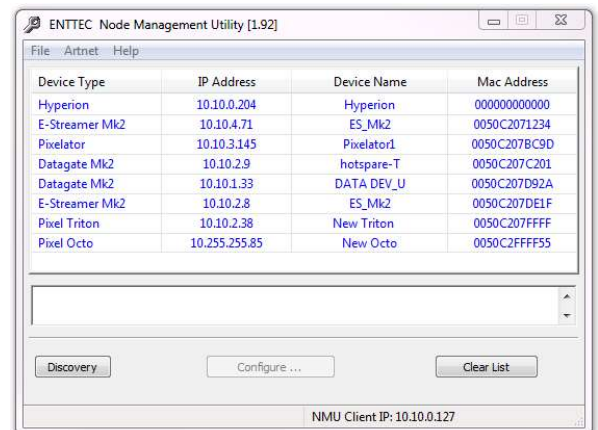 ENTTEC Node Management Utility [1.92]
File Artnet Help
Device Type IP Address Device Name Mac Address
Hyperion 10.10.0.204 Hyperion 000000000000
E-Streamer Mk2 10.10.4.71 ES_Mk2 0050C2071234
Pixelator 10.10.3.145 Pixelator1 0050C207BC9D
Datagate Mk2 10.10.2.9 hotspare-T 0050C207C201
Datagate Mk2 10.10.1.33 DATA DEV_U 0050C207D92A
E-Streamer Mk2 10.10.2.8 ES_Mk2 0050C207DE1F
Pixel Triton 10.10.2.38 New Triton 0050C207FFFF
Pixel Octo 10.255.255.85 New Octo 0050C2FFFF55
Discovery Configure ... Clear List
NMU Client IP: 10.10.0.127